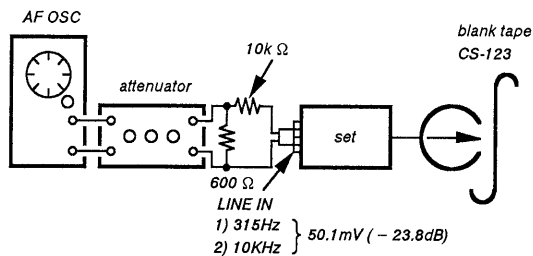 AF OSC
blank tape
CS-123
10k Ω
attenuator
set
600 Ω
LINE IN
1) 315Hz
2) 10KHz
50.1mV (– 23.8dB)